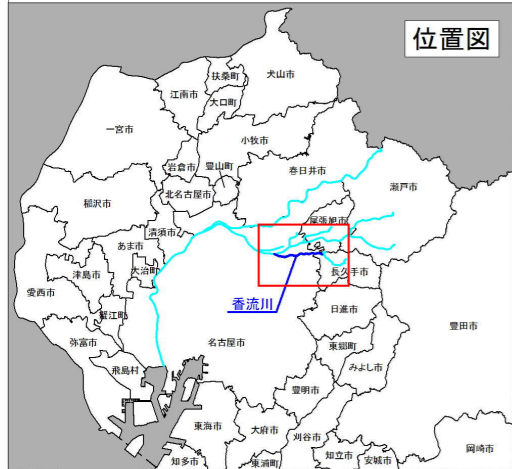 位置図
扶桑町
犬山市
江南市
大口町
一宮市
小牧市
岩倉市
豊山町
春日井市
瀬戸市
稲沢市
北名古屋市
尾張旭市
清須市
あま市
津島市
大治町
長久手市
愛西市
香流川
蟹江町
日進市
豊田市
弥富市
名古屋市
東郷町
飛島村
みよし市
豊明市
東海市
大府市
刈谷市
岡崎市
知立市
知多市
東浦町
安城市